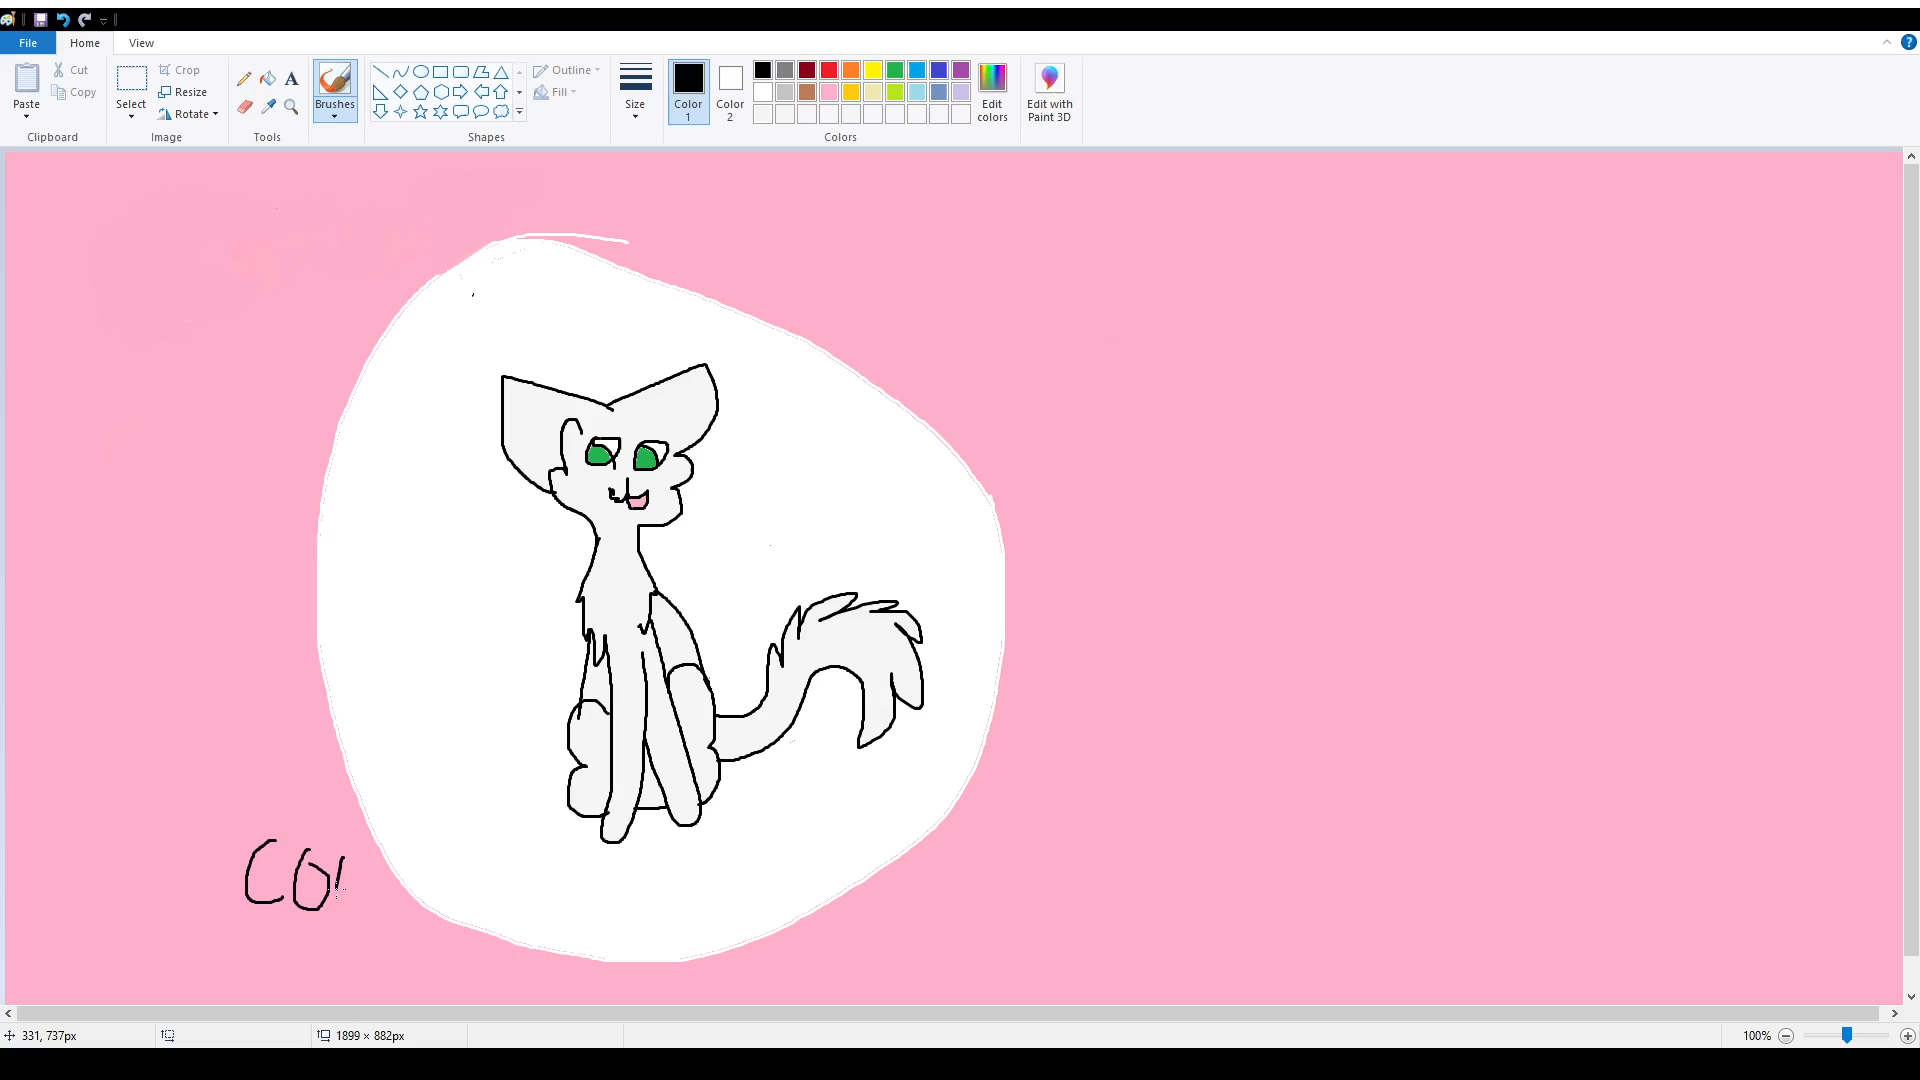 File Home View
Paste Cut Copy Select Crop Resize Rotate A Brushes Outline Fill Size Color 1 Color 2 Edit colors Edit with Paint 3D ?
Clipboard Image Tools Shapes Colors
331, 737px 1899 × 882px 100%